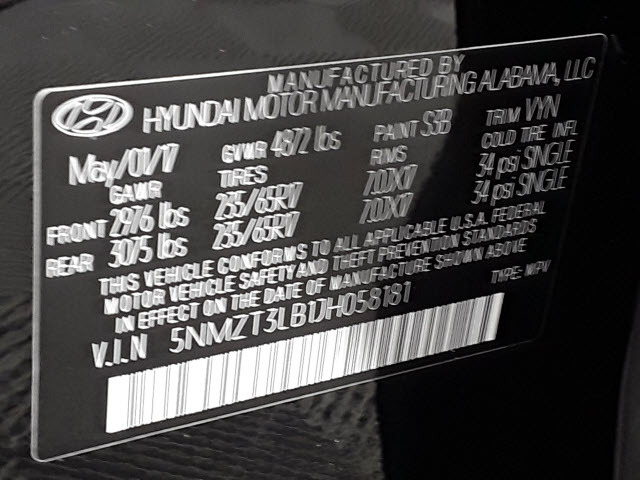 MANUFACTURED BY
HYUNDAI MOTOR MANUFACTURING ALABAMA, LLC
May/01/17 GVWR 4872 lbs PAINT S3B TRIM VYN
GAWR TIRES RIMS COLD TIRE INFL
FRONT 2976 lbs 235/65R17 7.0JX17 34 psi SINGLE
REAR 3075 lbs 235/65R17 7.0JX17 34 psi SINGLE
THIS VEHICLE CONFORMS TO ALL APPLICABLE U.S.A. FEDERAL
MOTOR VEHICLE SAFETY AND THEFT PREVENTION STANDARDS
IN EFFECT ON THE DATE OF MANUFACTURE SHOWN ABOVE
V.I.N 5NMZT3LB1JH058181 TYPE: MPV